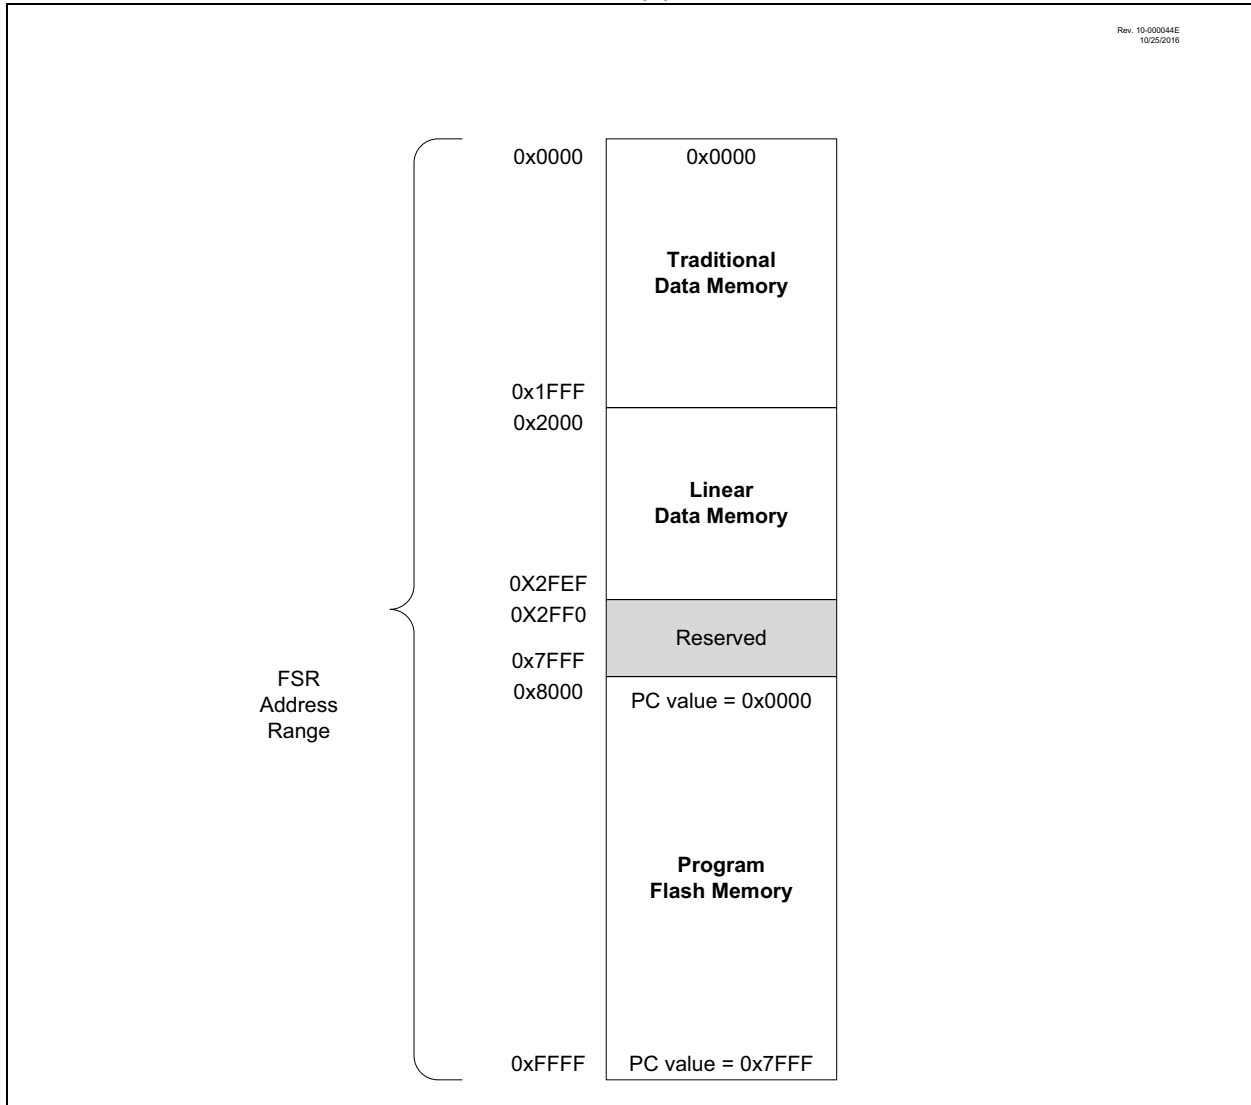 Rev. 10-000044E
10/25/2016
0x0000
0x0000
Traditional
Data Memory
0x1FFF
0x2000
Linear
Data Memory
0X2FEF
0X2FF0
Reserved
0x7FFF
0x8000
PC value = 0x0000
FSR
Address
Range
Program
Flash Memory
0xFFFF
PC value = 0x7FFF